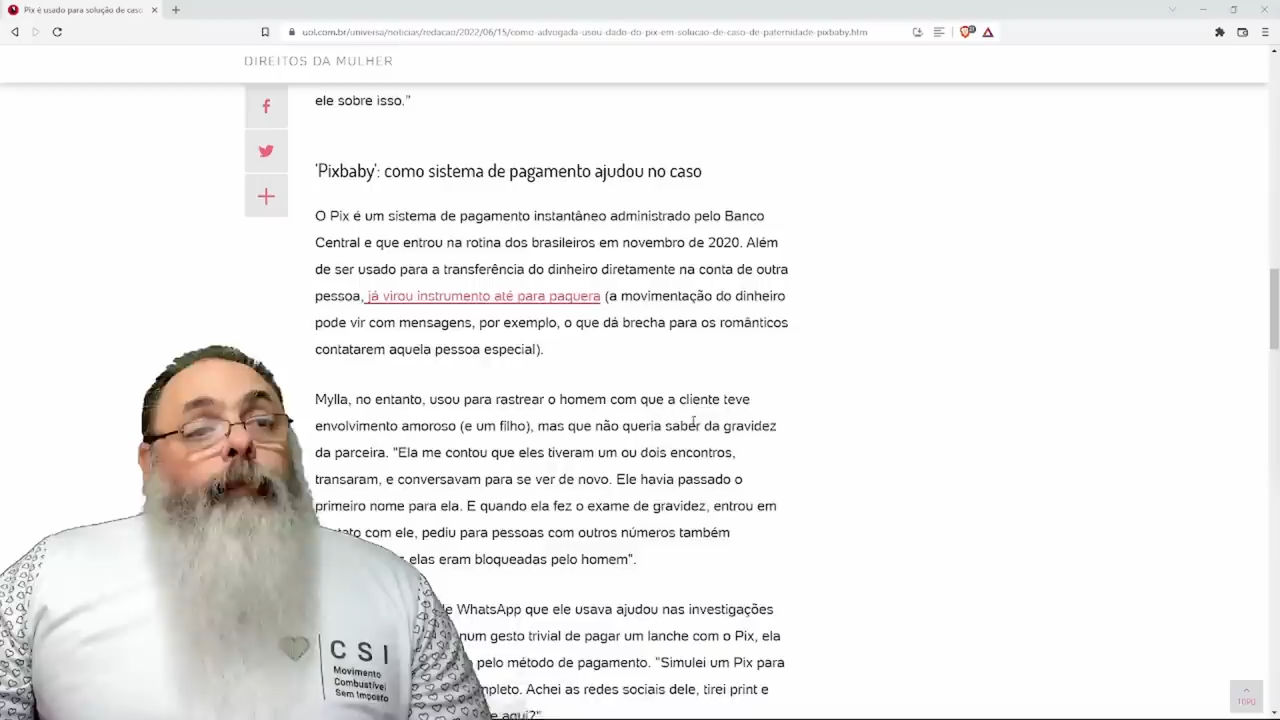 Pix é usado para solução de caso
uol.com.br/universa/noticias/redacao/2022/06/15/como-advogada-usou-dado-do-pix-em-solucao-de-caso-de-paternidade-pixbaby.htm
DIREITOS DA MULHER
ele sobre isso."
'Pixbaby': como sistema de pagamento ajudou no caso
O Pix é um sistema de pagamento instantâneo administrado pelo Banco
Central e que entrou na rotina dos brasileiros em novembro de 2020. Além
de ser usado para a transferência do dinheiro diretamente na conta de outra
pessoa, já virou instrumento até para paquera (a movimentação do dinheiro
pode vir com mensagens, por exemplo, o que dá brecha para os românticos
contatarem aquela pessoa especial).
Mylla, no entanto, usou para rastrear o homem com que a cliente teve
envolvimento amoroso (e um filho), mas que não queria saber da gravidez
da parceira. "Ela me contou que eles tiveram um ou dois encontros,
transaram, e conversavam para se ver de novo. Ele havia passado o
primeiro nome para ela. E quando ela fez o exame de gravidez, entrou em
com ele, pediu para pessoas com outros números também
elas eram bloqueadas pelo homem".
WhatsApp que ele usava ajudou nas investigações
num gesto trivial de pagar um lanche com o Pix, ela
pelo método de pagamento. "Simulei um Pix para
Achei as redes sociais dele, tirei print e
aqui?"
CSI
Movimento
Combustível
Sem Imposto
TOPO